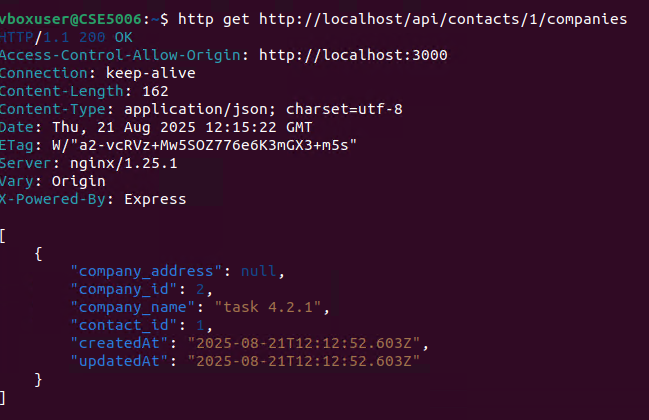 vboxuser@CSE5006:~$ http get http://localhost/api/contacts/1/companies
HTTP/1.1 200 OK
Access-Control-Allow-Origin: http://localhost:3000
Connection: keep-alive
Content-Length: 162
Content-Type: application/json; charset=utf-8
Date: Thu, 21 Aug 2025 12:15:22 GMT
ETag: W/"a2-vcRVz+Mw5SOZ776e6K3mGX3+m5s"
Server: nginx/1.25.1
Vary: Origin
X-Powered-By: Express
[
    {
        "company_address": null,
        "company_id": 2,
        "company_name": "task 4.2.1",
        "contact_id": 1,
        "createdAt": "2025-08-21T12:12:52.603Z",
        "updatedAt": "2025-08-21T12:12:52.603Z"
    }
]